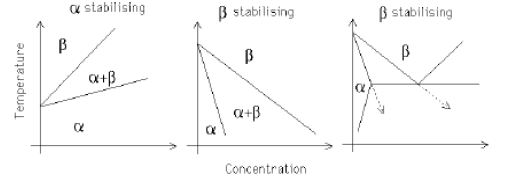 α stabilising
β stabilising
β stabilising
Temperature
β
α+β
α
β
α+β
α
β
α
Concentration